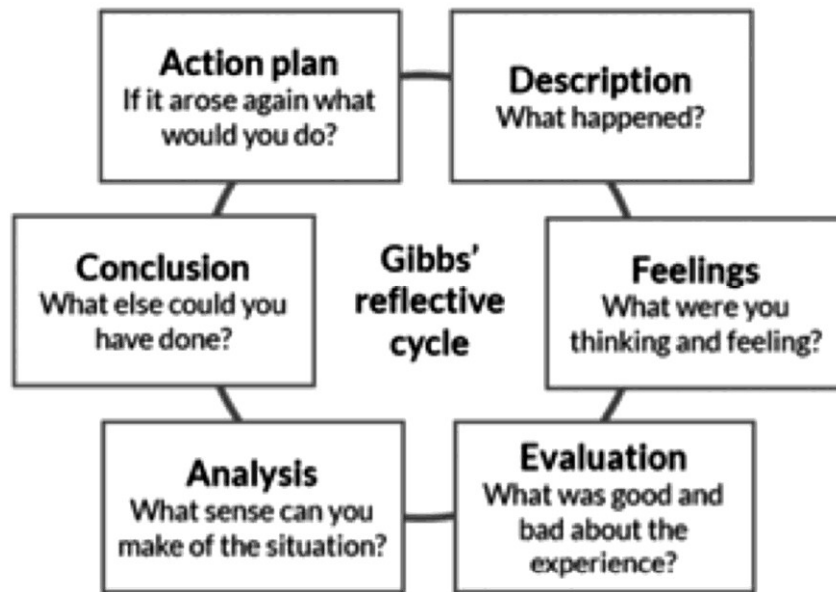 Action plan
If it arose again what
would you do?
Description
What happened?
Conclusion
What else could you
have done?
Gibbs’
reflective
cycle
Feelings
What were you
thinking and feeling?
Analysis
What sense can you
make of the situation?
Evaluation
What was good and
bad about the
experience?